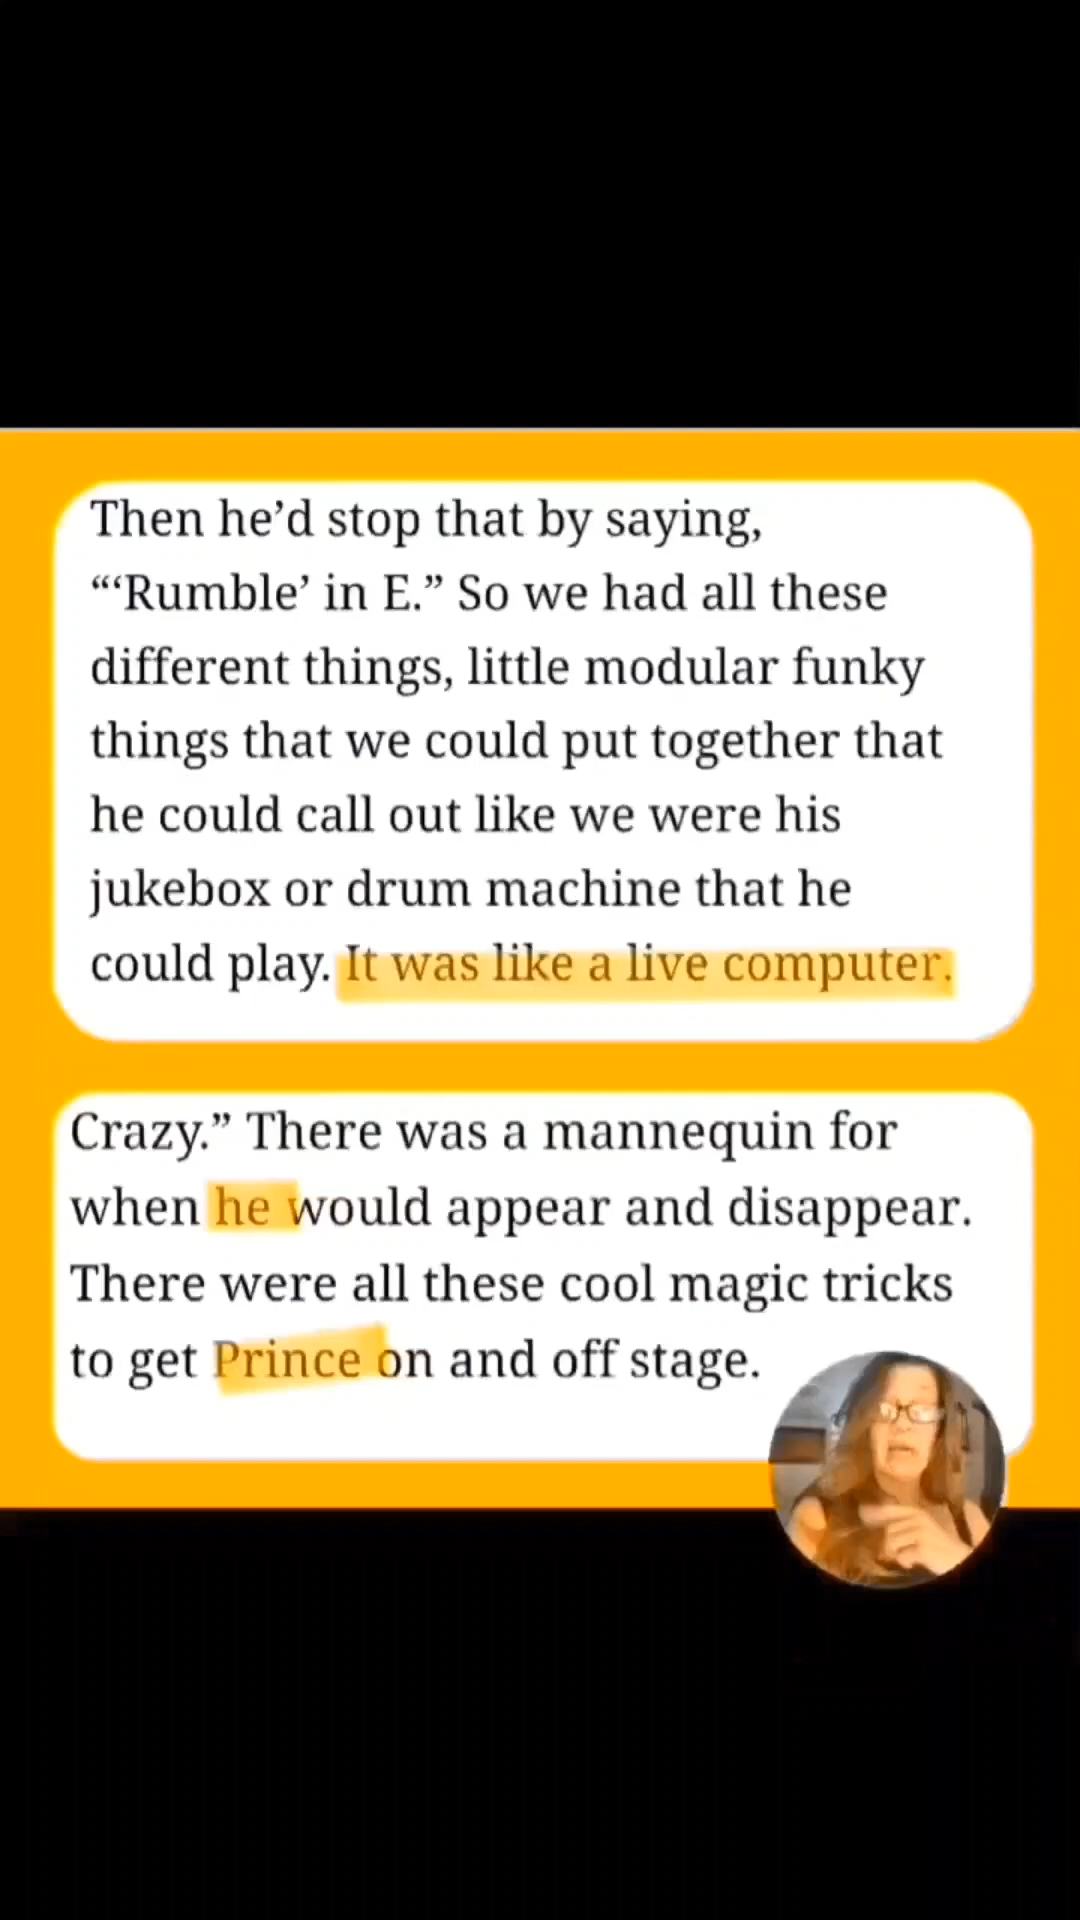 Then he’d stop that by saying,
“‘Rumble’ in E.” So we had all these
different things, little modular funky
things that we could put together that
he could call out like we were his
jukebox or drum machine that he
could play. It was like a live computer.
Crazy.” There was a mannequin for
when he would appear and disappear.
There were all these cool magic tricks
to get Prince on and off stage.